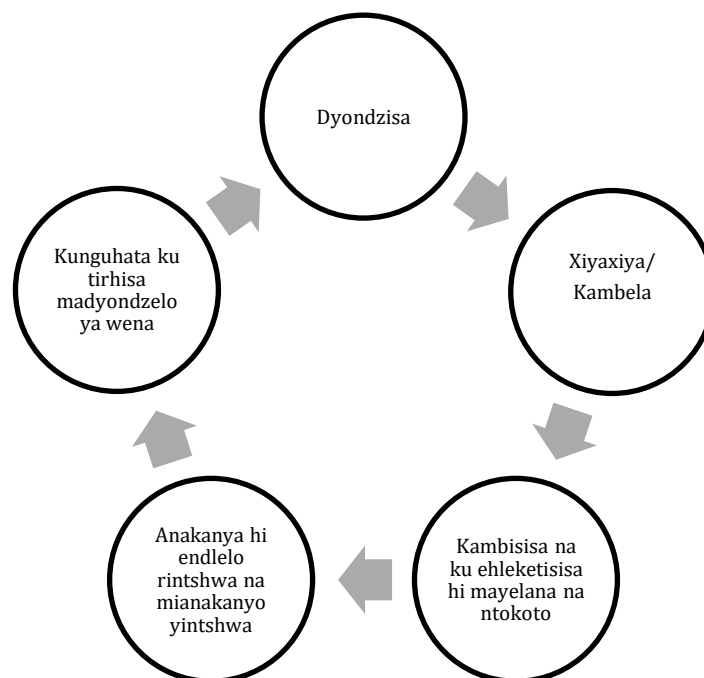 Dyondzisa
Xiyaxiya/
Kambela
Kambisisa na
ku ehleketisisa
hi mayelana na
ntokoto
Anakanya hi
endlelo
rintshwa na
mianakanyo
yintshwa
Kunguhata ku
tirhisa
madyondzelo
ya wena